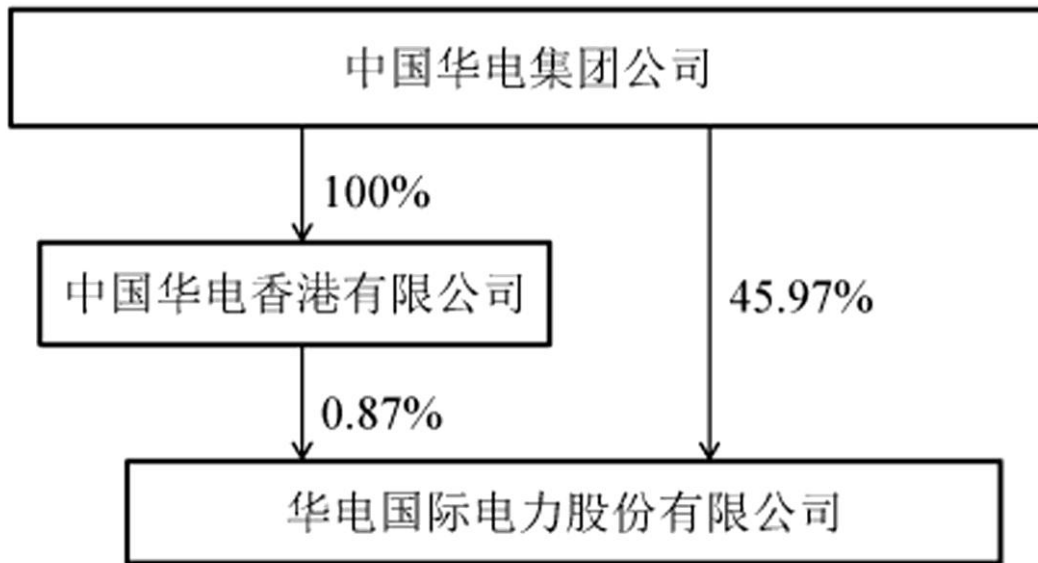 中国华电集团公司
100%
中国华电香港有限公司
45.97%
0.87%
华电国际电力股份有限公司